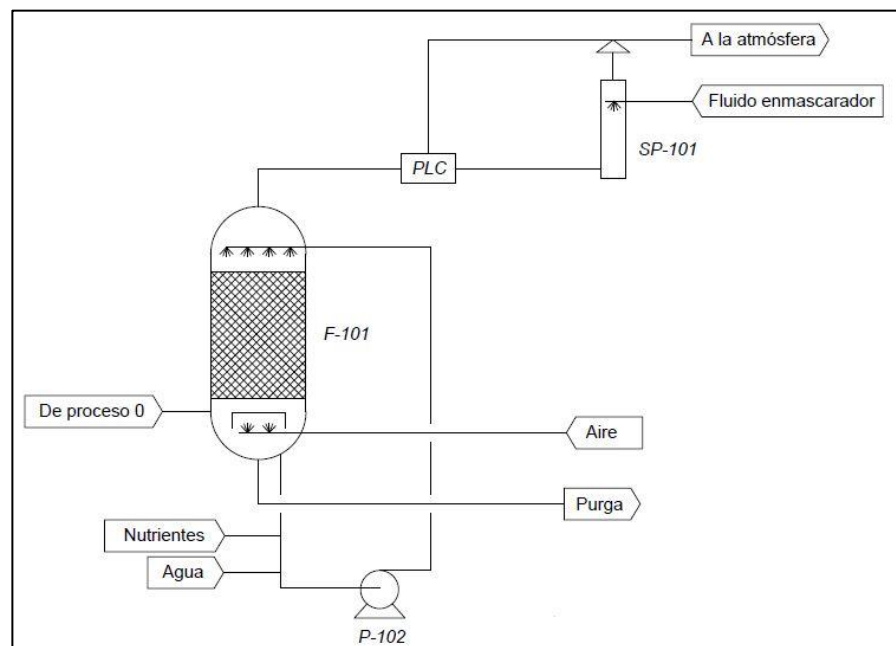 A la atmósfera
Fluido enmascarador
SP-101
PLC
F-101
De proceso 0
Aire
Purga
Nutrientes
Agua
P-102